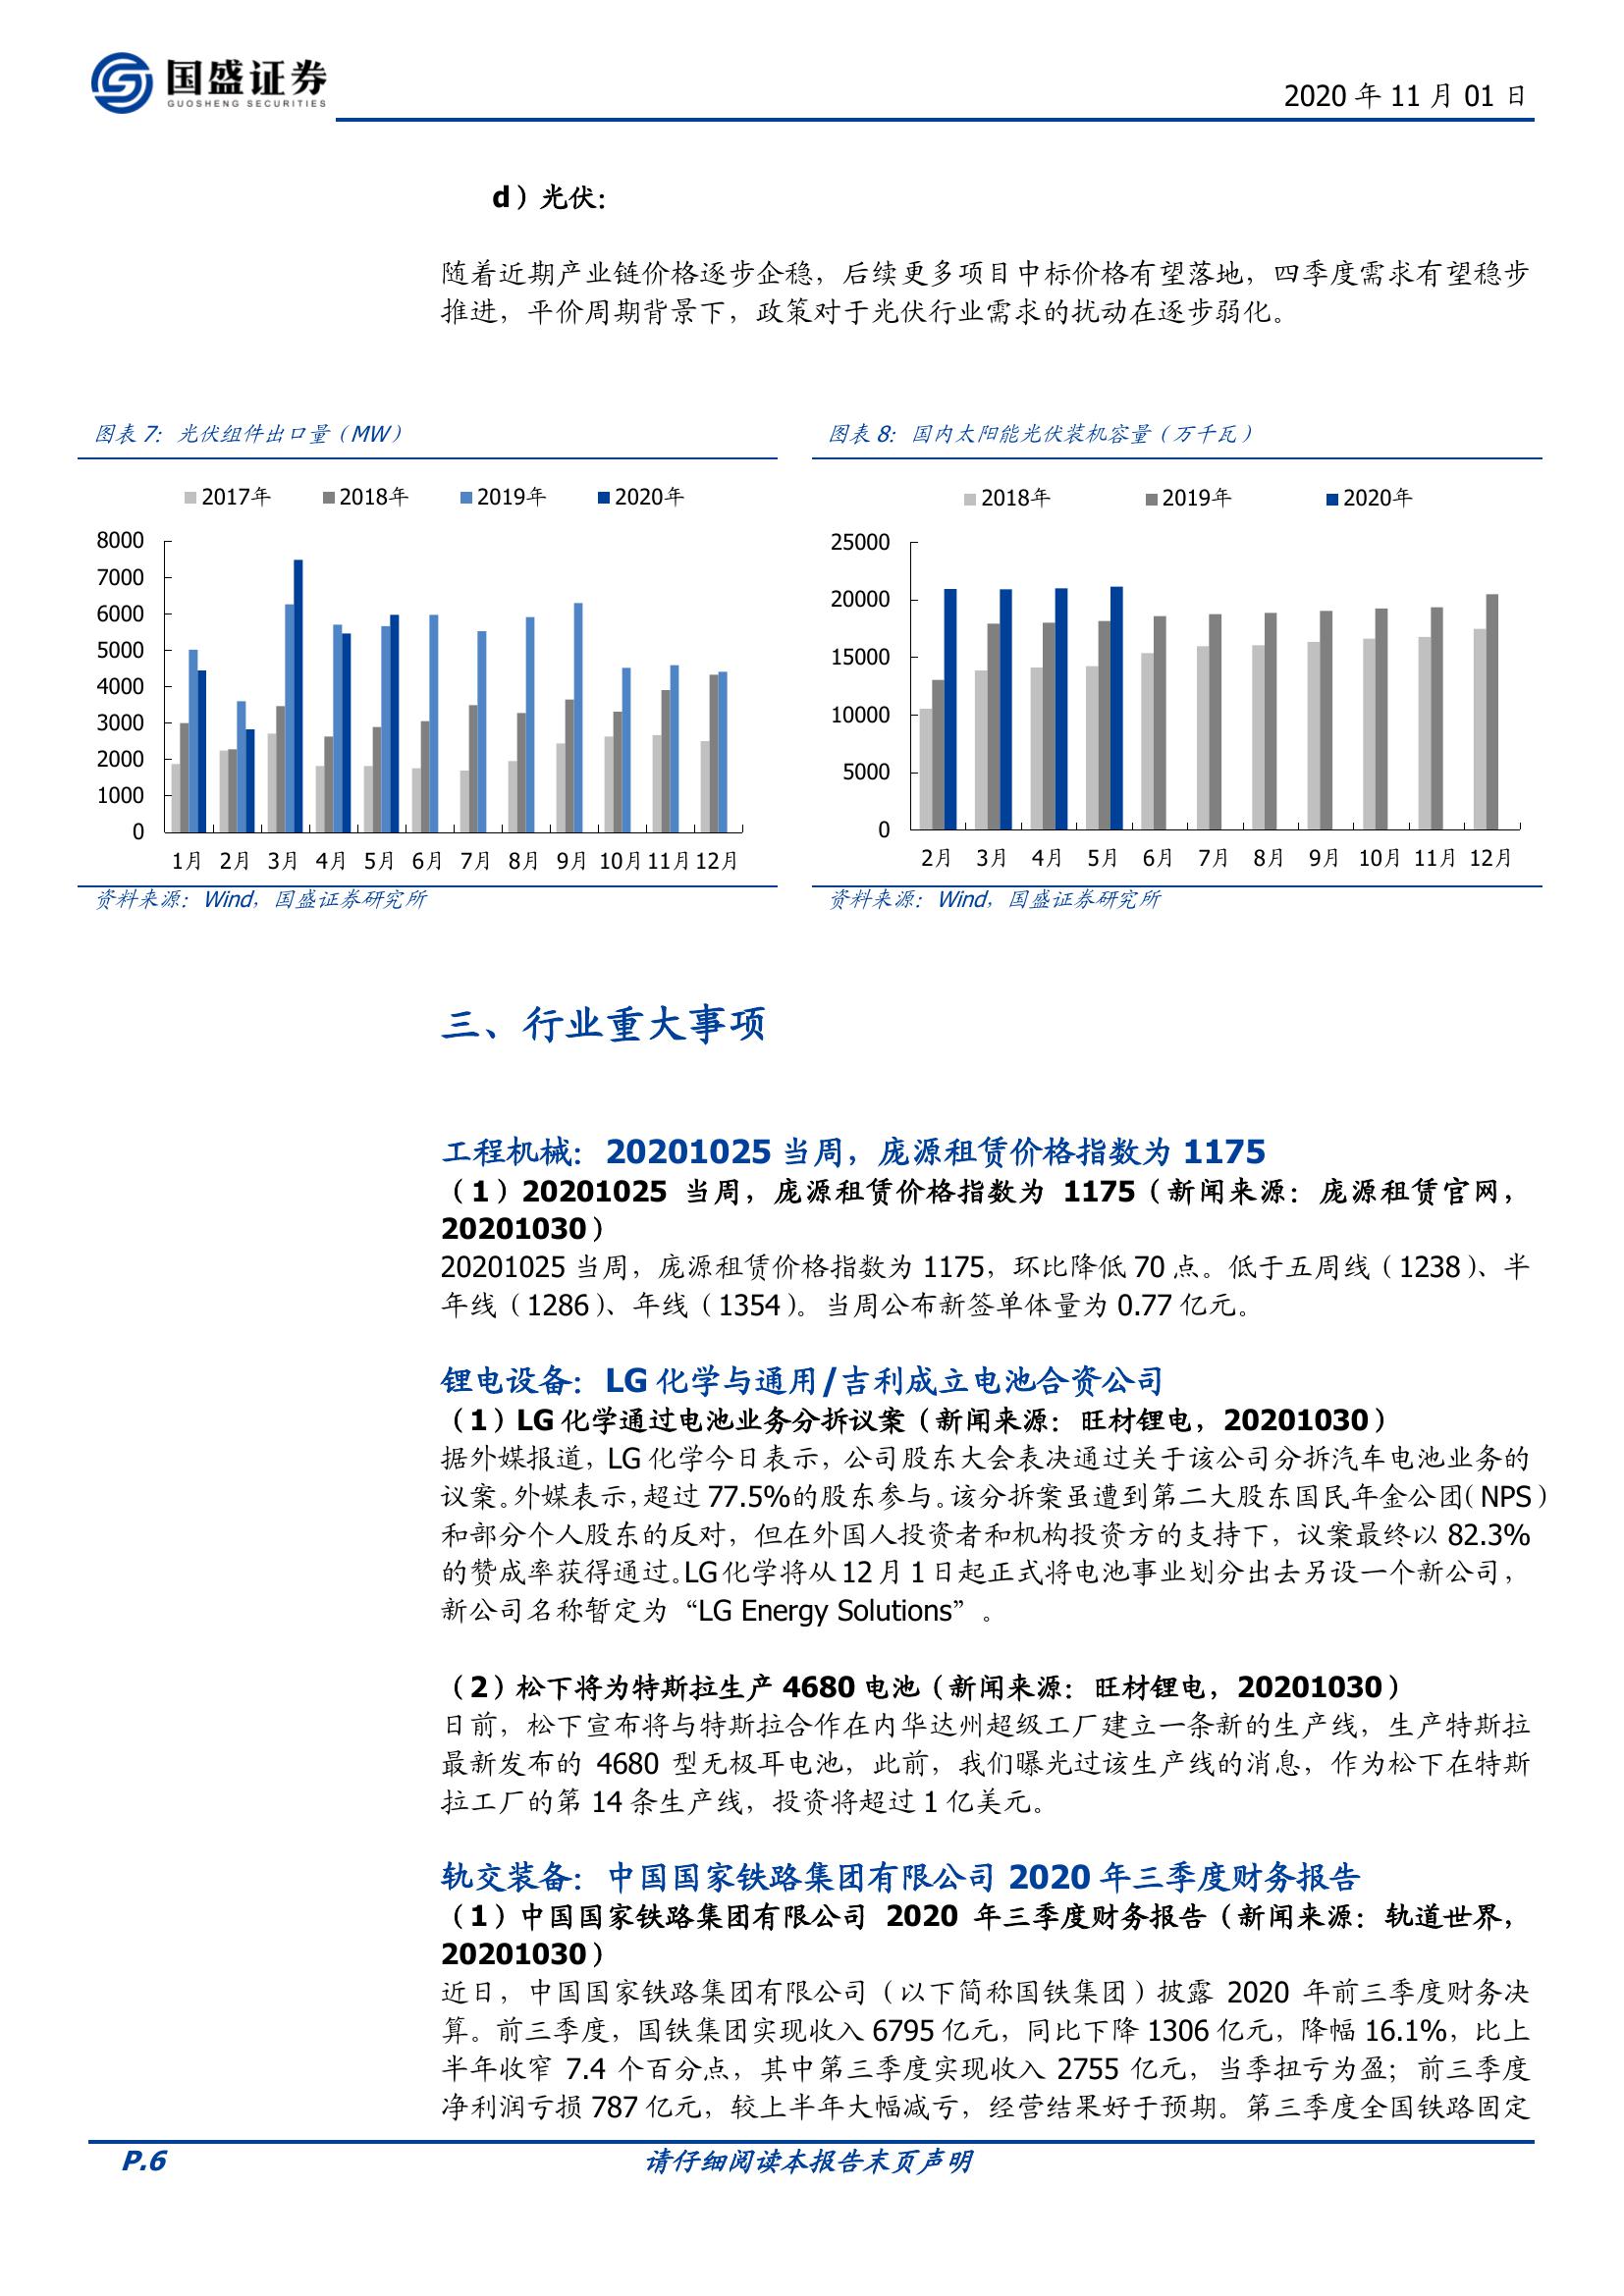 国盛证券
GUOSHENG SECURITIES
2020 年 11 月 01 日
d）光伏：
随着近期产业链价格逐步企稳，后续更多项目中标价格有望落地，四季度需求有望稳步
推进，平价周期背景下，政策对于光伏行业需求的扰动在逐步弱化。
图表 7：光伏组件出口量（MW）
2017年 2018年 2019年 2020年
8000
7000
6000
5000
4000
3000
2000
1000
0
1月 2月 3月 4月 5月 6月 7月 8月 9月 10月 11月 12月
资料来源：Wind，国盛证券研究所
图表 8：国内太阳能光伏装机容量（万千瓦）
2018年 2019年 2020年
25000
20000
15000
10000
5000
0
2月 3月 4月 5月 6月 7月 8月 9月 10月 11月 12月
资料来源：Wind，国盛证券研究所
三、行业重大事项
工程机械：20201025 当周，庞源租赁价格指数为 1175
（1）20201025 当周，庞源租赁价格指数为 1175（新闻来源：庞源租赁官网，
20201030）
20201025 当周，庞源租赁价格指数为 1175，环比降低 70 点。低于五周线（1238）、半
年线（1286）、年线（1354）。当周公布新签单体量为 0.77 亿元。
锂电设备：LG 化学与通用/吉利成立电池合资公司
（1）LG 化学通过电池业务分拆议案（新闻来源：旺材锂电，20201030）
据外媒报道，LG 化学今日表示，公司股东大会表决通过关于该公司分拆汽车电池业务的
议案。外媒表示，超过 77.5%的股东参与。该分拆案虽遭到第二大股东国民年金公团（NPS）
和部分个人股东的反对，但在外国人投资者和机构投资方的支持下，议案最终以 82.3%
的赞成率获得通过。LG 化学将从 12 月 1 日起正式将电池事业划分出去另设一个新公司，
新公司名称暂定为“LG Energy Solutions”。
（2）松下将为特斯拉生产 4680 电池（新闻来源：旺材锂电，20201030）
日前，松下宣布将与特斯拉合作在内华达州超级工厂建立一条新的生产线，生产特斯拉
最新发布的 4680 型无极耳电池，此前，我们曝光过该生产线的消息，作为松下在特斯
拉工厂的第 14 条生产线，投资将超过 1 亿美元。
轨交装备：中国国家铁路集团有限公司 2020 年三季度财务报告
（1）中国国家铁路集团有限公司 2020 年三季度财务报告（新闻来源：轨道世界，
20201030）
近日，中国国家铁路集团有限公司（以下简称国铁集团）披露 2020 年前三季度财务决
算。前三季度，国铁集团实现收入 6795 亿元，同比下降 1306 亿元，降幅 16.1%，比上
半年收窄 7.4 个百分点，其中第三季度实现收入 2755 亿元，当季扭亏为盈；前三季度
净利润亏损 787 亿元，较上半年大幅减亏，经营结果好于预期。第三季度全国铁路固定
P.6
请仔细阅读本报告末页声明